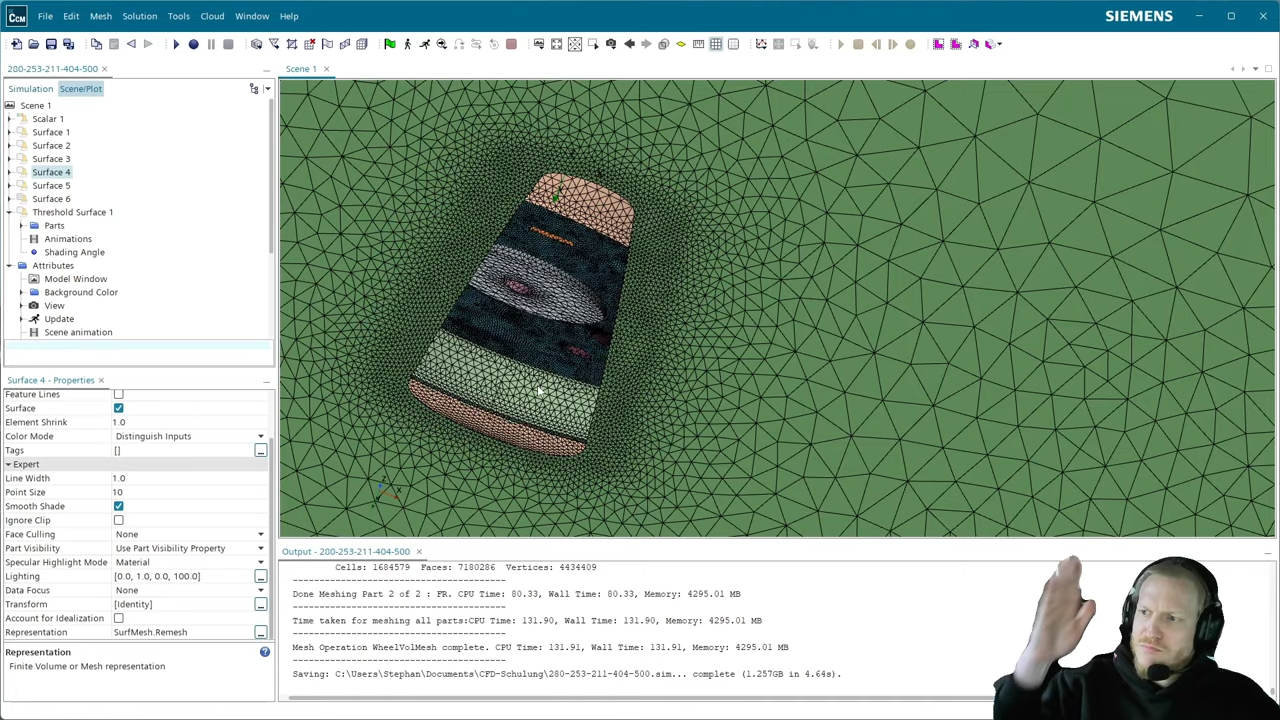 CCM
File Edit Mesh Solution Tools Cloud Window Help
SIEMENS
280-253-211-404-500
Scene 1
Simulation Scene/Plot
Scene 1
Scalar 1
Surface 1
Surface 2
Surface 3
Surface 4
Surface 5
Surface 6
Threshold Surface 1
Parts
Animations
Shading Angle
Attributes
Model Window
Background Color
View
Update
Scene animation
Surface 4 - Properties
Feature Lines
Surface
Element Shrink 1.0
Color Mode Distinguish Inputs
Tags []
Expert
Line Width 1.0
Point Size 10
Smooth Shade
Ignore Clip
Face Culling None
Part Visibility Use Part Visibility Property
Specular Highlight Mode Material
Lighting [0.0, 1.0, 0.0, 100.0]
Data Focus None
Transform [Identity]
Account for Idealization
Representation SurfMesh.Remesh
Representation
Finite Volume or Mesh representation
Output - 280-253-211-404-500
Cells: 1684579 Faces: 7180286 Vertices: 4434409
----------------------------------------
Done Meshing Part 2 of 2 : FR. CPU Time: 80.33, Wall Time: 80.33, Memory: 4295.01 MB
----------------------------------------
Time taken for meshing all parts:CPU Time: 131.90, Wall Time: 131.90, Memory: 4295.01 MB
----------------------------------------
Mesh Operation WheelVolMesh complete. CPU Time: 131.91, Wall Time: 131.91, Memory: 4295.01 MB
----------------------------------------
Saving: C:\Users\Stephan\Documents\CFD-Schulung\280-253-211-404-500.sim... complete (1.257GB in 4.64s).